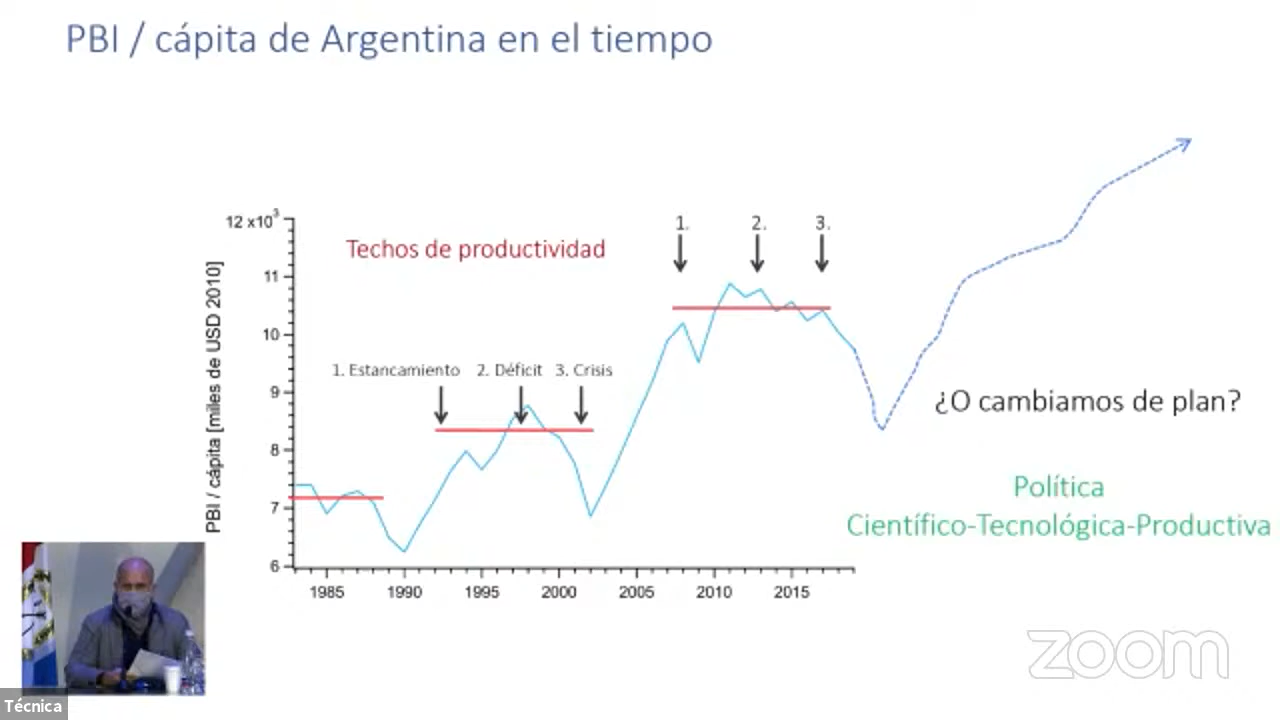 PBI / cápita de Argentina en el tiempo
12 x10³
Techos de productividad
1.
2.
3.
11
10
9
8
7
6
PBI / cápita [miles de USD 2010]
1. Estancamiento
2. Déficit
3. Crisis
¿O cambiamos de plan?
Política
Científico-Tecnológica-Productiva
1985
1990
1995
2000
2005
2010
2015
zoom
Técnica